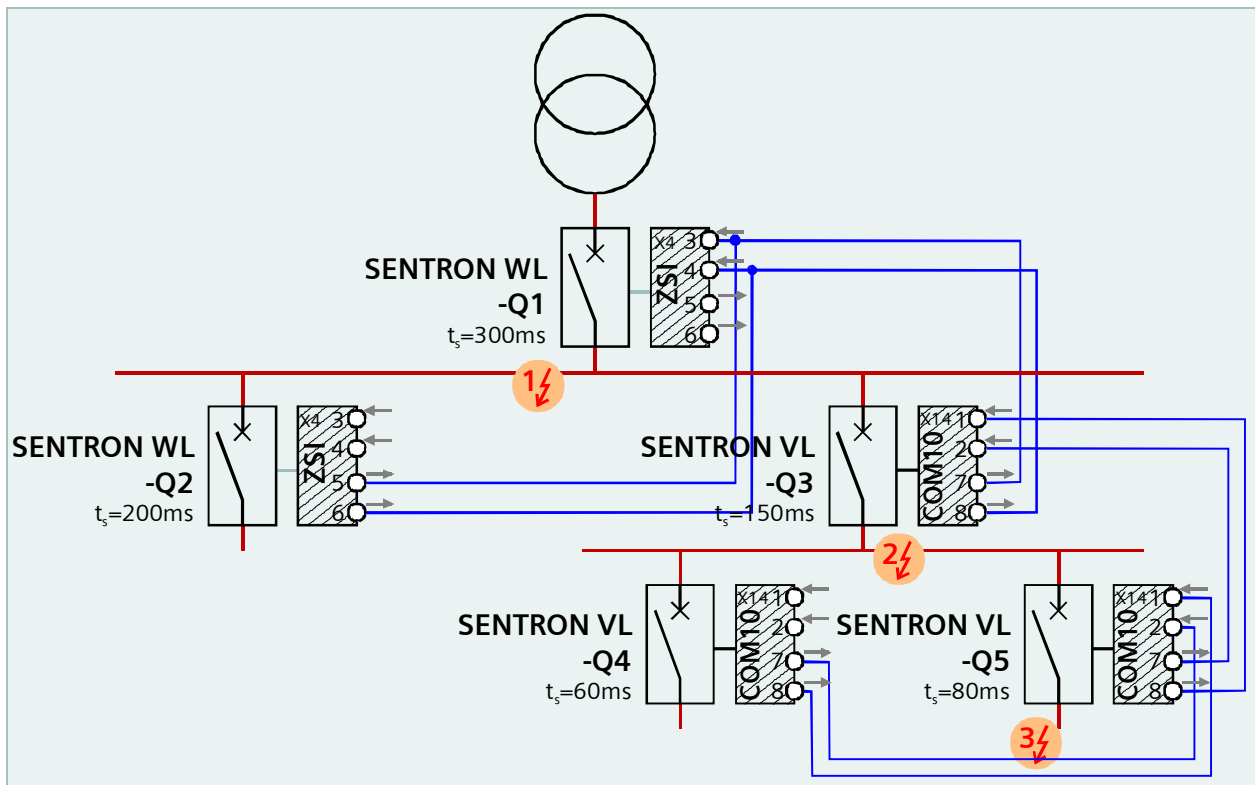 SENTRON WL
-Q1
tₛ=300ms
X4
ZSI
3
4
5
6
1
SENTRON WL
-Q2
tₛ=200ms
X4
ZSI
3
4
5
6
SENTRON VL
-Q3
tₛ=150ms
X14
COM10
1
2
7
8
2
SENTRON VL
-Q4
tₛ=60ms
X14
COM10
1
2
7
8
SENTRON VL
-Q5
tₛ=80ms
X14
COM10
1
2
7
8
3